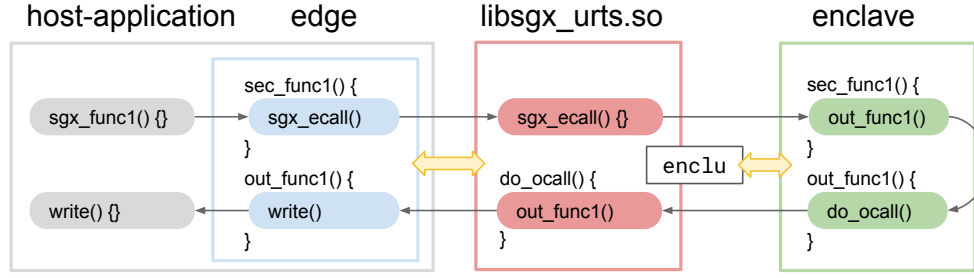 host-application
edge
libsgx_urts.so
enclave
sec_func1() {
sec_func1() {
sgx_func1() {}
sgx_ecall()
sgx_ecall() {}
out_func1()
}
}
enclu
out_func1() {
do_ocall() {
out_func1() {
write() {}
write()
out_func1()
do_ocall()
}
}
}